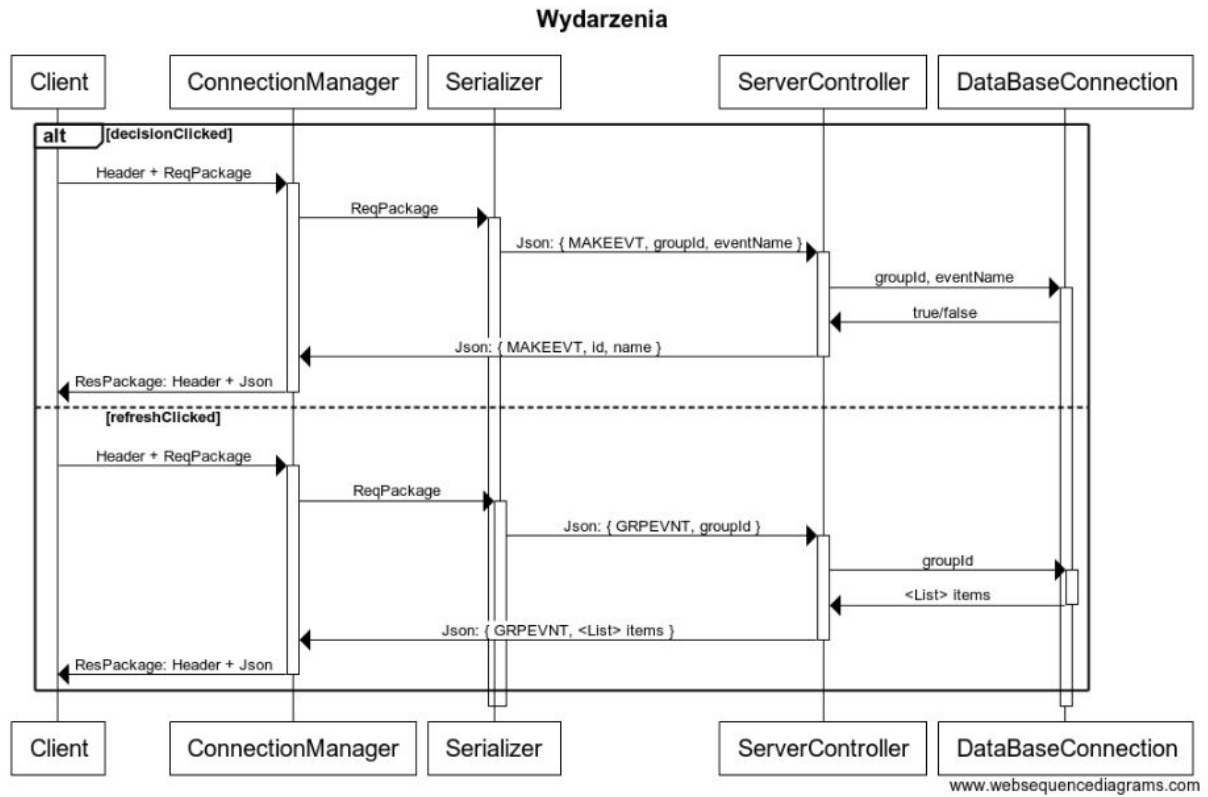 Wydarzenia
Client
ConnectionManager
Serializer
ServerController
DataBaseConnection
alt
[decisionClicked]
Header + ReqPackage
ReqPackage
Json: { MAKEEVT, groupId, eventName }
groupId, eventName
true/false
Json: { MAKEEVT, id, name }
ResPackage: Header + Json
[refreshClicked]
Header + ReqPackage
ReqPackage
Json: { GRPEVNT, groupId }
groupId
<List> items
Json: { GRPEVNT, <List> items }
ResPackage: Header + Json
Client
ConnectionManager
Serializer
ServerController
DataBaseConnection
www.websequencediagrams.com